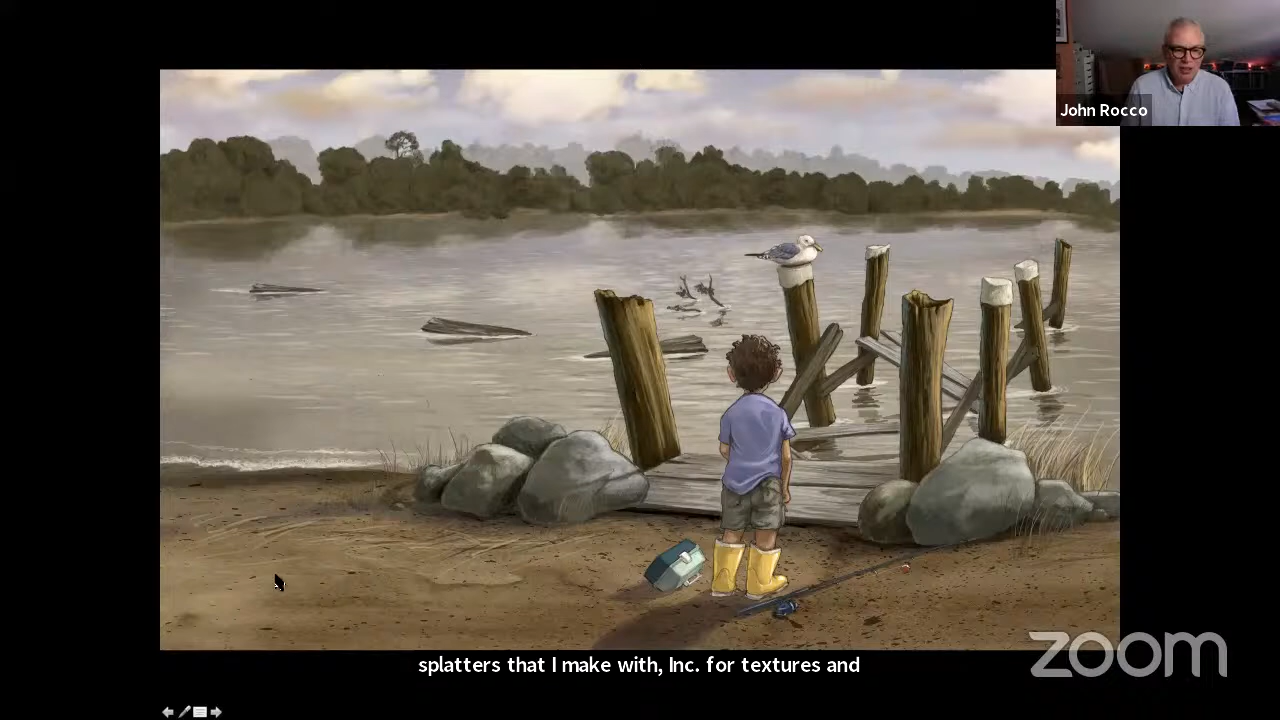 John Rocco
splatters that I make with, Inc. for textures and
zoom